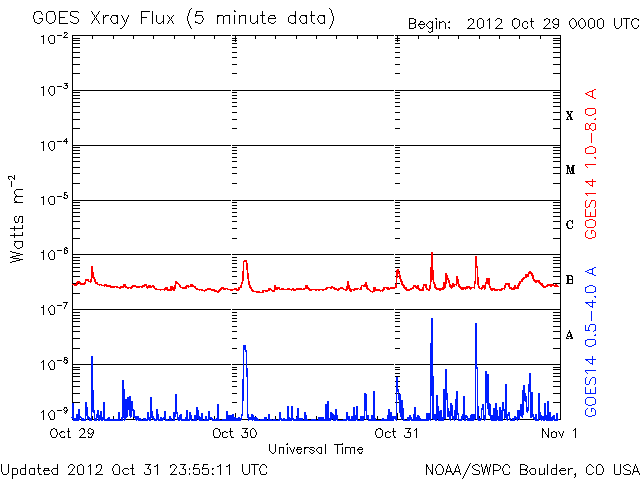 GOES Xray Flux (5 minute data)
Begin: 2012 Oct 29 0000 UTC
10⁻²
10⁻³
10⁻⁴
10⁻⁵
10⁻⁶
10⁻⁷
10⁻⁸
10⁻⁹
Watts m⁻²
X
M
C
B
A
GOES14 1.0-8.0 A
GOES14 0.5-4.0 A
Oct 29
Oct 30
Oct 31
Nov 1
Universal Time
Updated 2012 Oct 31 23:55:11 UTC
NOAA/SWPC Boulder, CO USA